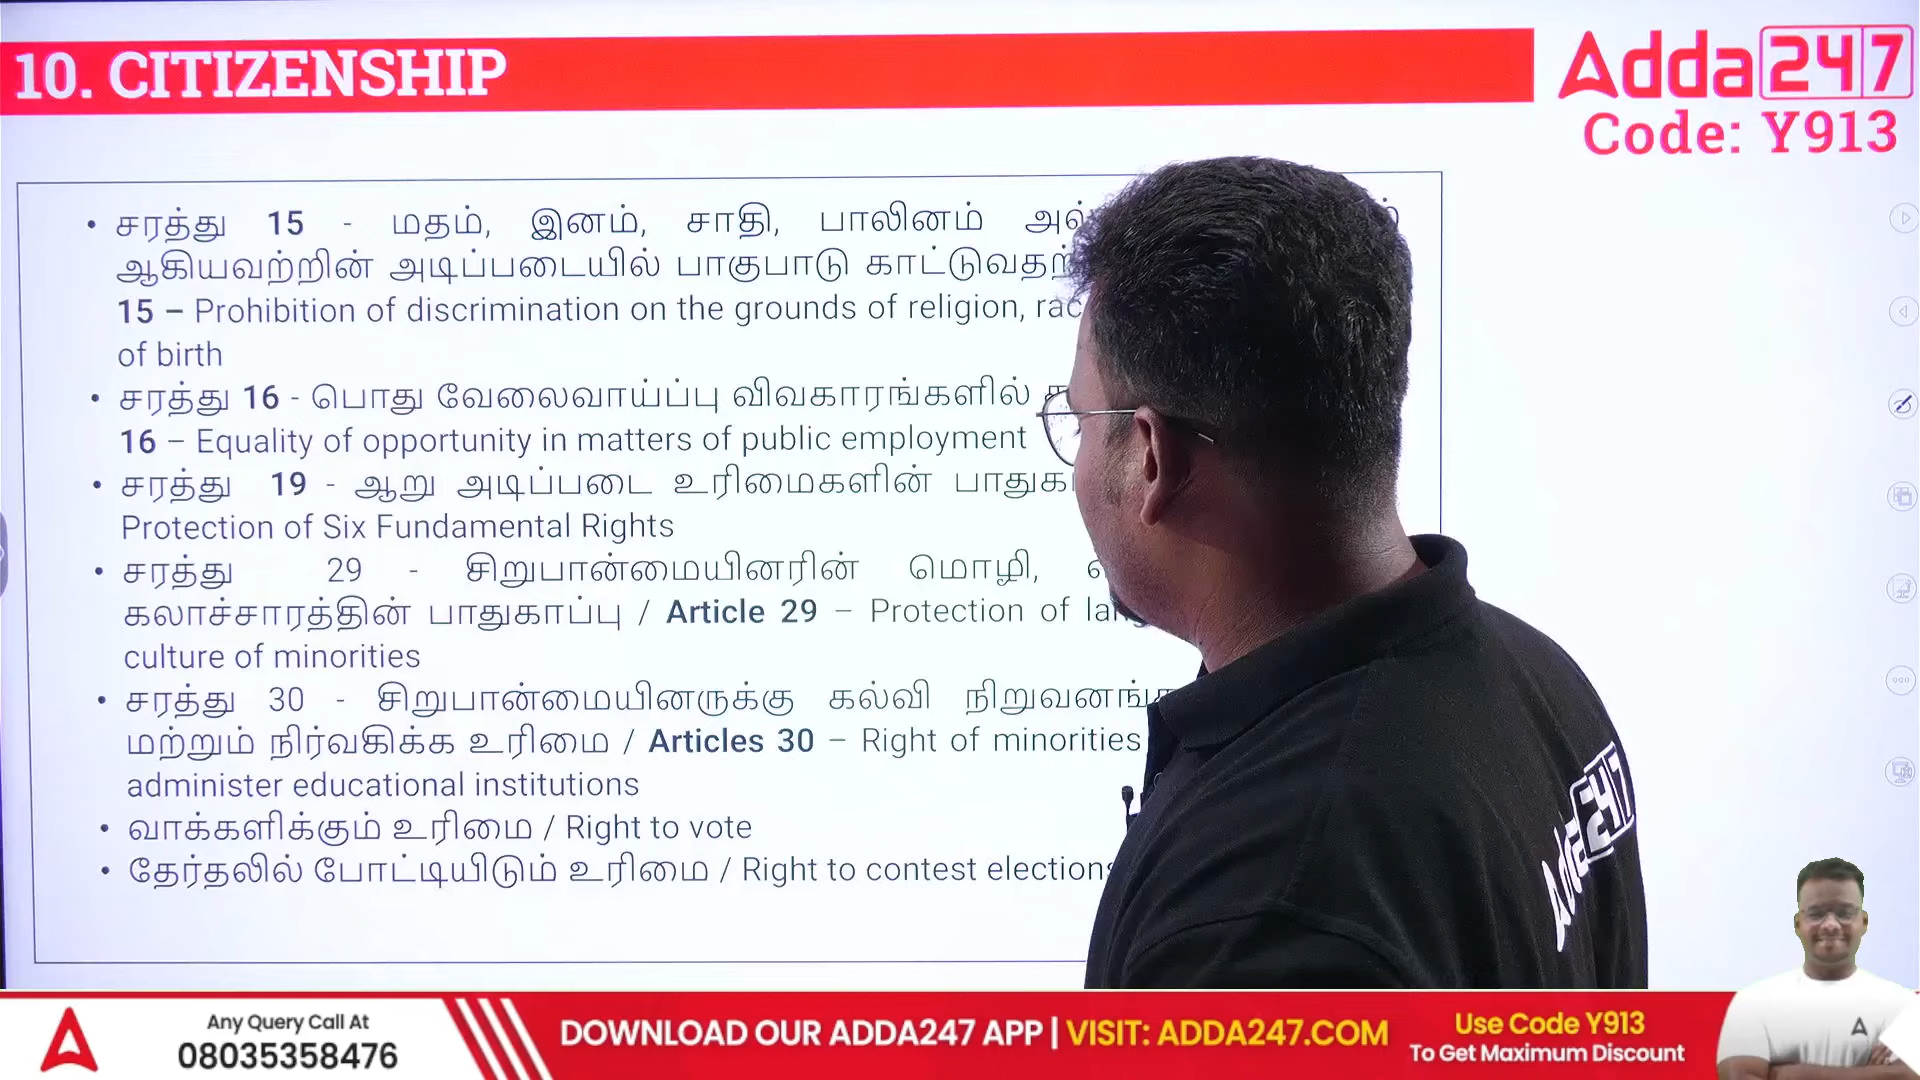 10. CITIZENSHIP
Adda247
Code: Y913
• சரத்து 15 - மதம், இனம், சாதி, பாலினம்
ஆகியவற்றின் அடிப்படையில் பாகுபாடு
15 – Prohibition of discrimination on the grounds of religion,
of birth
• சரத்து 16 - பொது வேலைவாய்ப்பு விவகாரங்களில்
16 – Equality of opportunity in matters of public employment
• சரத்து 19 - ஆறு அடிப்படை உரிமைகளின்
Protection of Six Fundamental Rights
• சரத்து 29 - சிறுபான்மையினரின் மொழி,
கலாச்சாரத்தின் பாதுகாப்பு / Article 29 – Protection of
culture of minorities
• சரத்து 30 - சிறுபான்மையினருக்கு கல்வி
மற்றும் நிர்வகிக்க உரிமை / Articles 30 – Right of minorities
administer educational institutions
• வாக்களிக்கும் உரிமை / Right to vote
• தேர்தலில் போட்டியிடும் உரிமை / Right to contest elections
Adda247
Any Query Call At
08035358476
DOWNLOAD OUR ADDA247 APP | VISIT: ADDA247.COM
Use Code Y913
To Get Maximum Discount